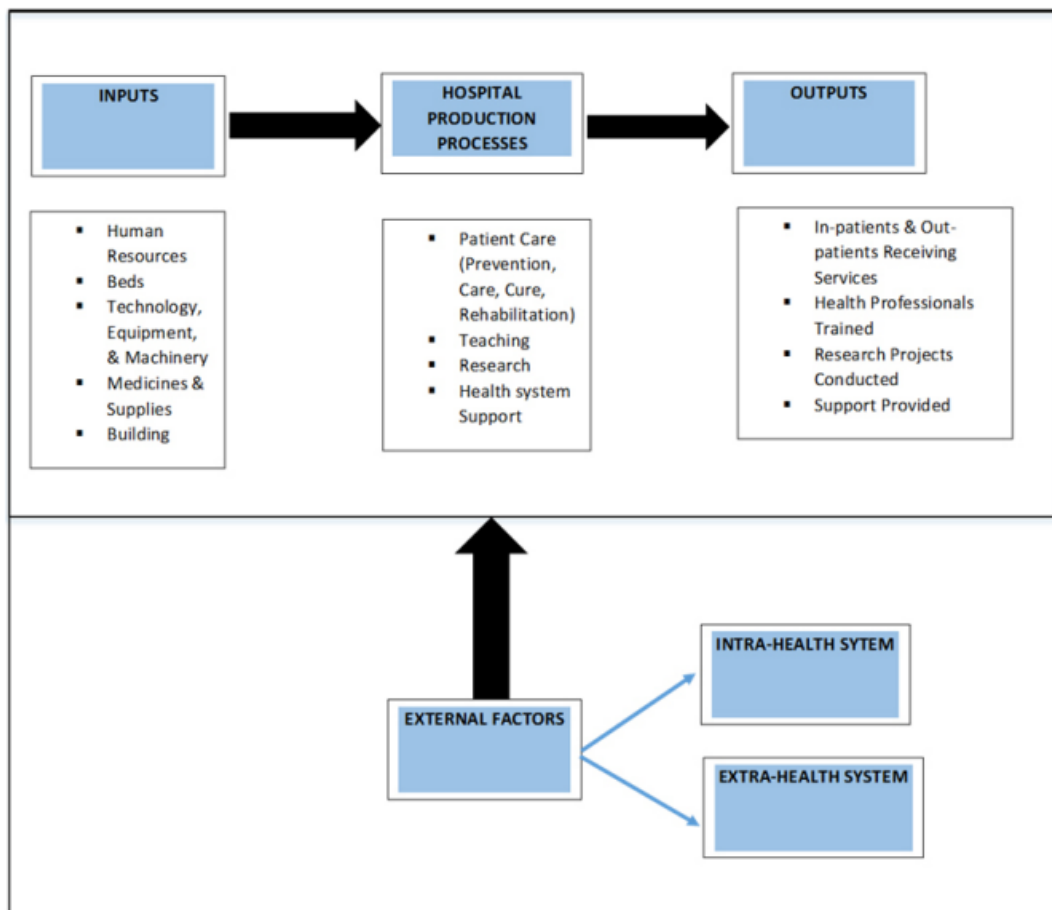 INPUTS
HOSPITAL
PRODUCTION
PROCESSES
OUTPUTS
▪ Human
Resources
▪ Beds
▪ Technology,
Equipment,
& Machinery
▪ Medicines &
Supplies
▪ Building
▪ Patient Care
(Prevention,
Care, Cure,
Rehabilitation)
▪ Teaching
▪ Research
▪ Health system
Support
▪ In-patients & Out-
patients Receiving
Services
▪ Health Professionals
Trained
▪ Research Projects
Conducted
▪ Support Provided
INTRA-HEALTH SYTEM
EXTERNAL FACTORS
EXTRA-HEALTH SYSTEM